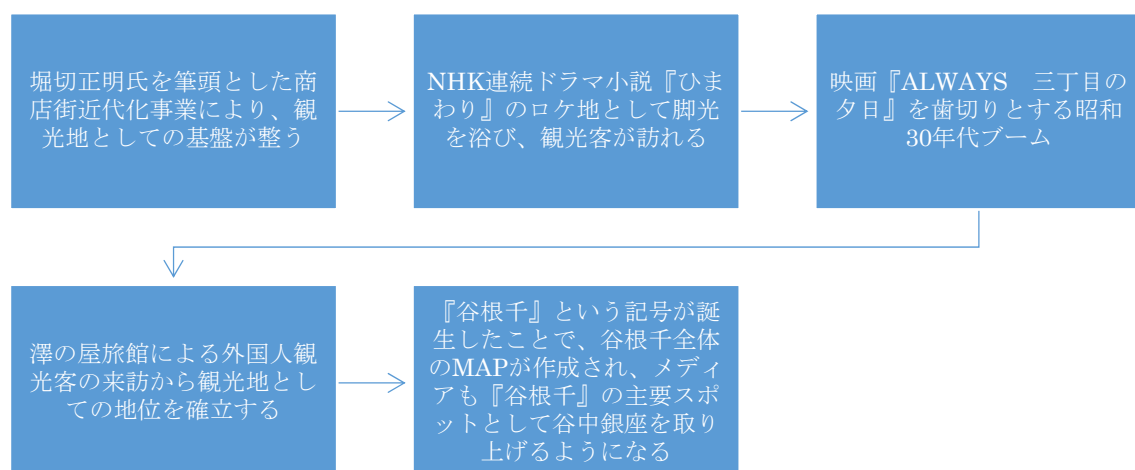 堀切正明氏を筆頭とした商
店街近代化事業により、観
光地としての基盤が整う
NHK連続ドラマ小説『ひま
わり』のロケ地として脚光
を浴び、観光客が訪れる
映画『ALWAYS　三丁目の
夕日』を歯切りとする昭和
30年代ブーム
澤の屋旅館による外国人観
光客の来訪から観光地とし
ての地位を確立する
『谷根千』という記号が誕
生したことで、谷根千全体
のMAPが作成され、メディ
アも『谷根千』の主要スポ
ットとして谷中銀座を取り
上げるようになる